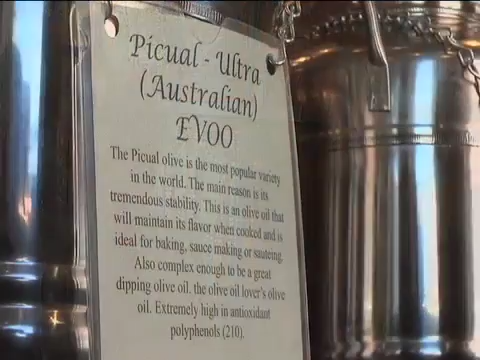 Picual - Ultra
(Australian)
EVOO
The Picual olive is the most popular variety
in the world. The main reason is its
tremendous stability. This is an olive oil that
will maintain its flavor when cooked and is
ideal for baking, sauce making or sauteing.
Also complex enough to be a great
dipping olive oil. the olive oil lover's olive
oil. Extremely high in antioxidant
polyphenols (210).